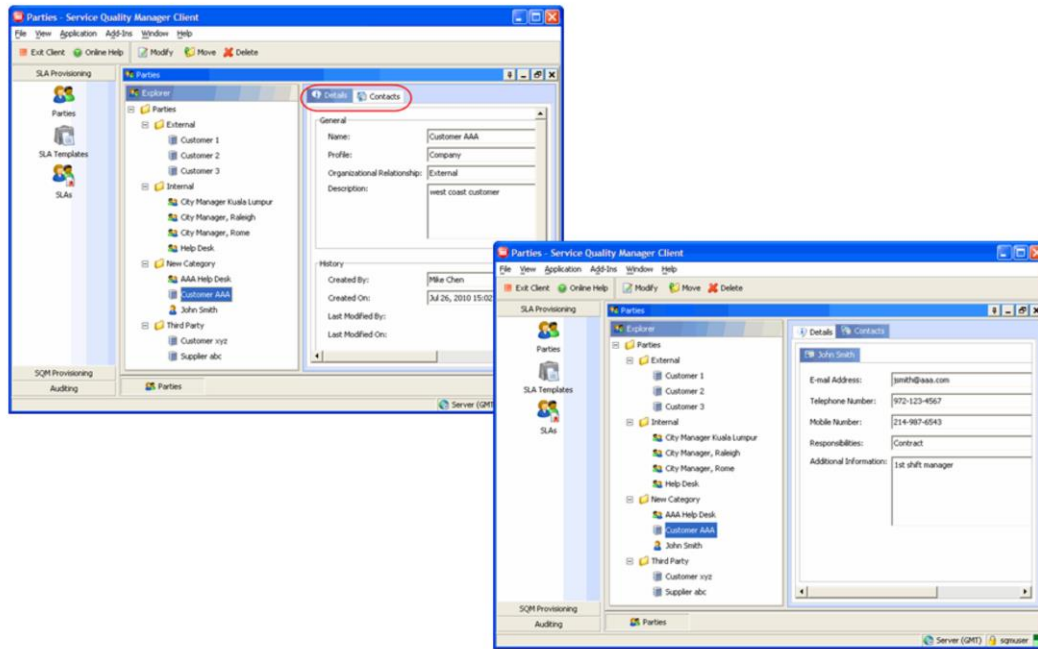 Parties - Service Quality Manager Client
File View Application Add-Ins Window Help
Exit Client Online Help Modify Move Delete
SLA Provisioning
Parties
SLA Templates
SLAs
SQM Provisioning
Auditing
Parties
Explorer
Parties
External
Customer 1
Customer 2
Customer 3
Internal
City Manager Kuala Lumpur
City Manager, Raleigh
City Manager, Rome
Help Desk
New Category
AAA Help Desk
Customer AAA
John Smith
Third Party
Customer xyz
Supplier abc
Details Contacts
General
Name: Customer AAA
Profile: Company
Organizational Relationship: External
Description: west coast customer
History
Created By: Mike Chen
Created On: Jul 26, 2010 15:02
Last Modified By:
Last Modified On:
Parties
Server (GMT
Parties - Service Quality Manager Client
File View Application Add-Ins Window Help
Exit Client Online Help Modify Move Delete
SLA Provisioning
Parties
SLA Templates
SLAs
SQM Provisioning
Auditing
Parties
Explorer
Parties
External
Customer 1
Customer 2
Customer 3
Internal
City Manager Kuala Lumpur
City Manager, Raleigh
City Manager, Rome
Help Desk
New Category
AAA Help Desk
Customer AAA
John Smith
Third Party
Customer xyz
Supplier abc
Details Contacts
John Smith
E-mail Address: jsmith@aaa.com
Telephone Number: 972-123-4567
Mobile Number: 214-987-6543
Responsibilities: Contract
Additional Information: 1st shift manager
Parties
Server (GMT) sqmuser